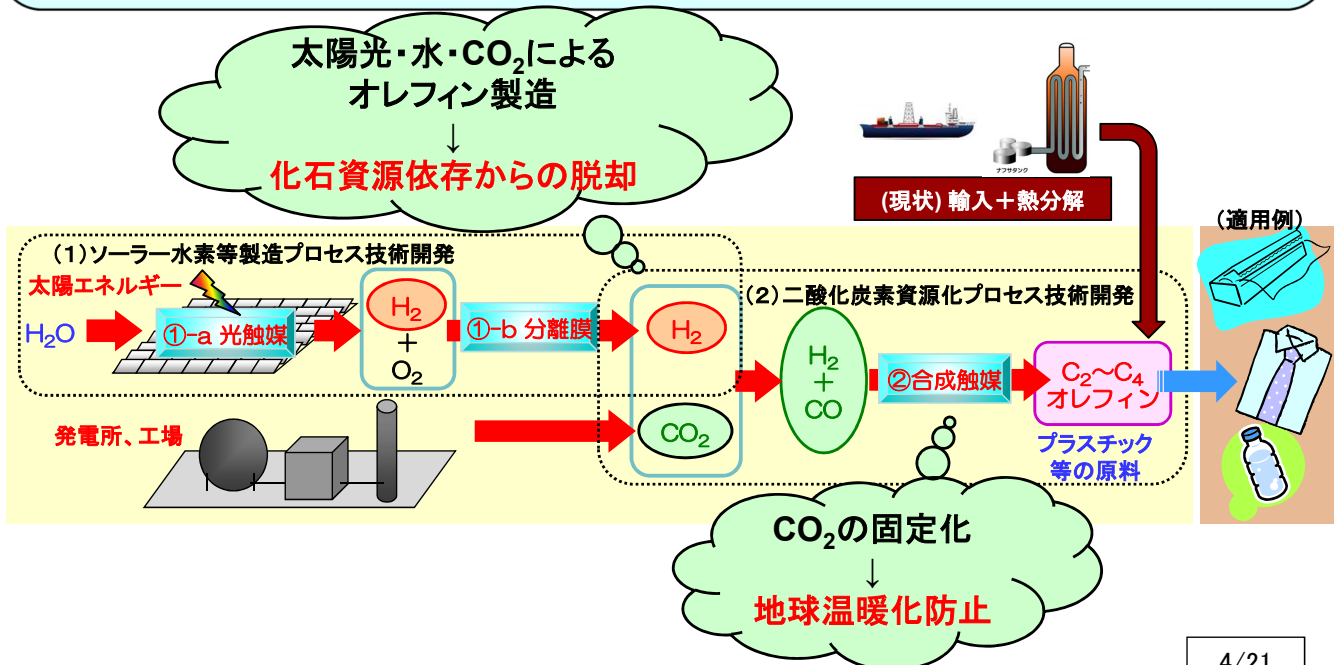 太陽光・水・CO₂による
オレフィン製造
↓
化石資源依存からの脱却
ナフサタンク
(現状) 輸入＋熱分解
（適用例）
（1）ソーラー水素等製造プロセス技術開発
太陽エネルギー
H₂O
①-a 光触媒
H₂
+
O₂
①-b 分離膜
（2）二酸化炭素資源化プロセス技術開発
H₂
CO₂
H₂
+
CO
②合成触媒
C₂～C₄
オレフィン
プラスチック
等の原料
発電所、工場
CO₂の固定化
↓
地球温暖化防止
4/21